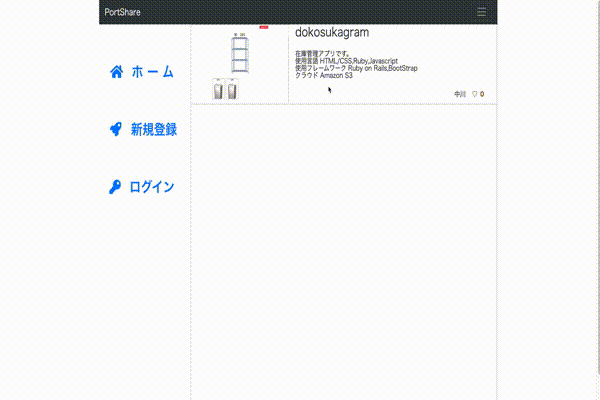 PortShare
ホーム
新規登録
ログイン
dokosukagram
在庫管理アプリです。
使用言語 HTML/CSS,Ruby,Javascript
使用フレームワーク Ruby on Rails,BootStrap
クラウド Amazon S3
中川 ♡ 0